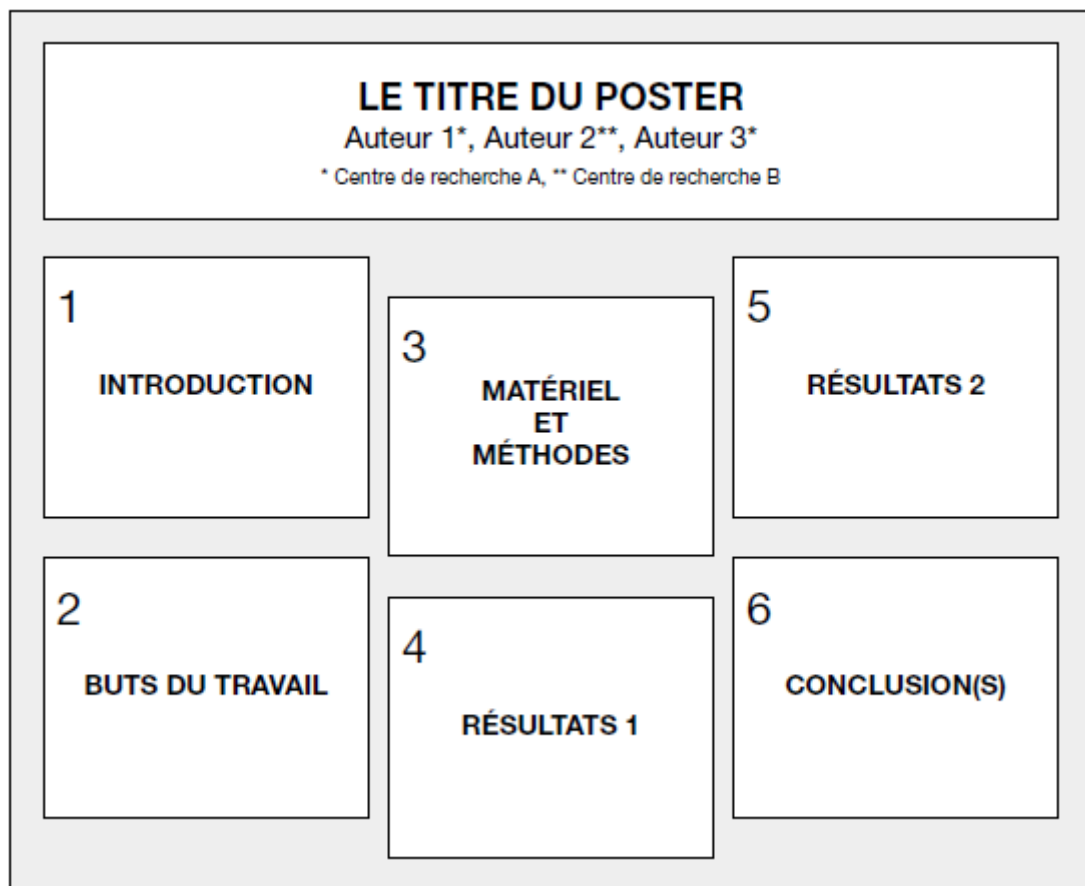 LE TITRE DU POSTER
Auteur 1*, Auteur 2**, Auteur 3*
* Centre de recherche A, ** Centre de recherche B
1
INTRODUCTION
2
BUTS DU TRAVAIL
3
MATÉRIEL
ET
MÉTHODES
4
RÉSULTATS 1
5
RÉSULTATS 2
6
CONCLUSION(S)